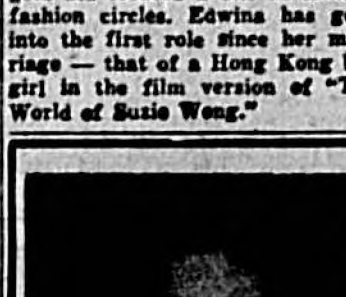 fashion circles. Edwina has
into the first role since her
riage — that of a Hong Kong
girl in the film version of
World of Suzie Wong."